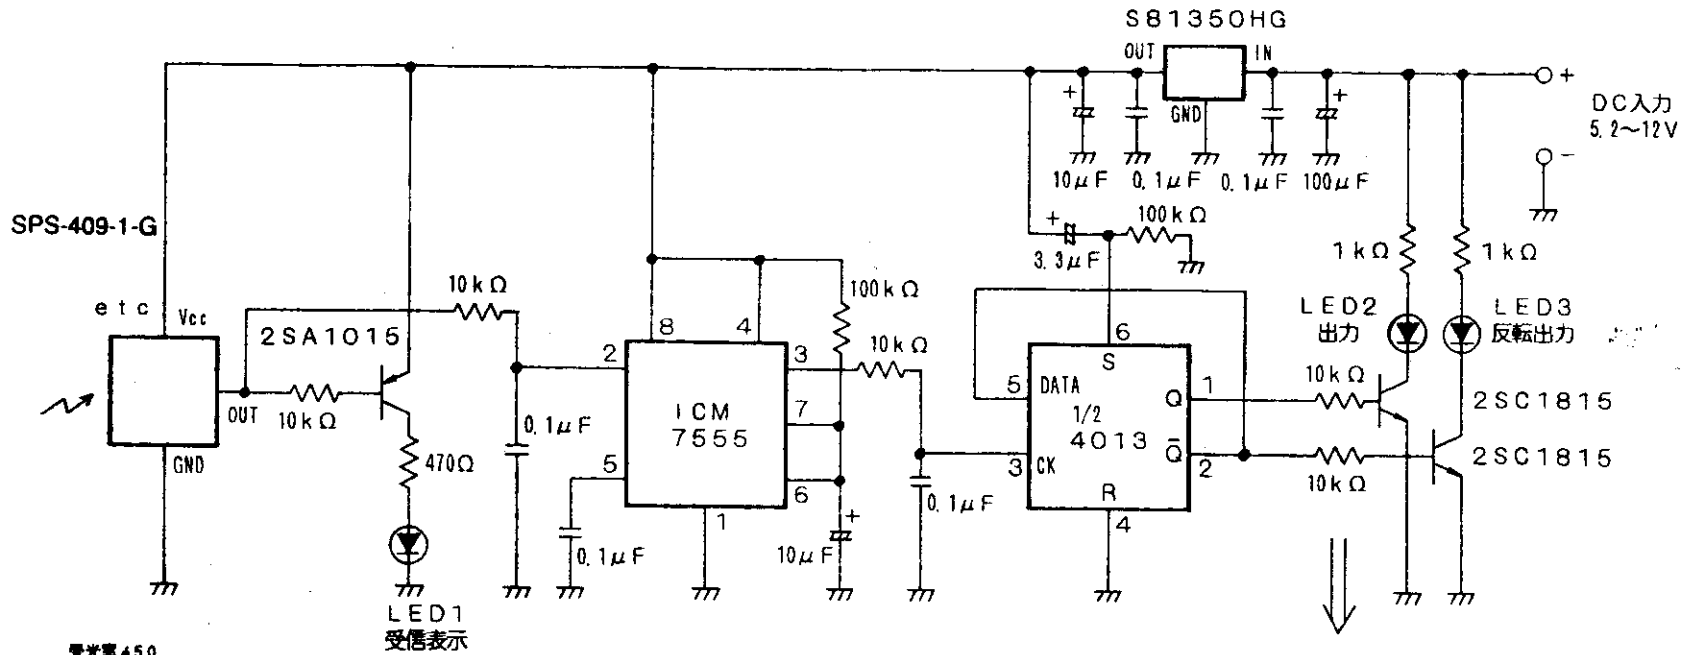 S81350HG
OUT
IN
GND
+
DC入力
5.2〜12V
−
+
10μF
0.1μF
0.1μF
+
100μF
SPS-409-1-G
etc
Vcc
OUT
GND
2SA1015
10kΩ
470Ω
LED1
受信表示
10kΩ
0.1μF
0.1μF
8
4
2
3
ICM
7555
7
5
6
1
100kΩ
10kΩ
+
10μF
0.1μF
+
3.3μF
100kΩ
6
S
5
DATA
Q
1
1/2
4013
3
CK
Q̄
2
R
4
1kΩ
1kΩ
LED2
出力
LED3
反転出力
10kΩ
2SC1815
10kΩ
2SC1815